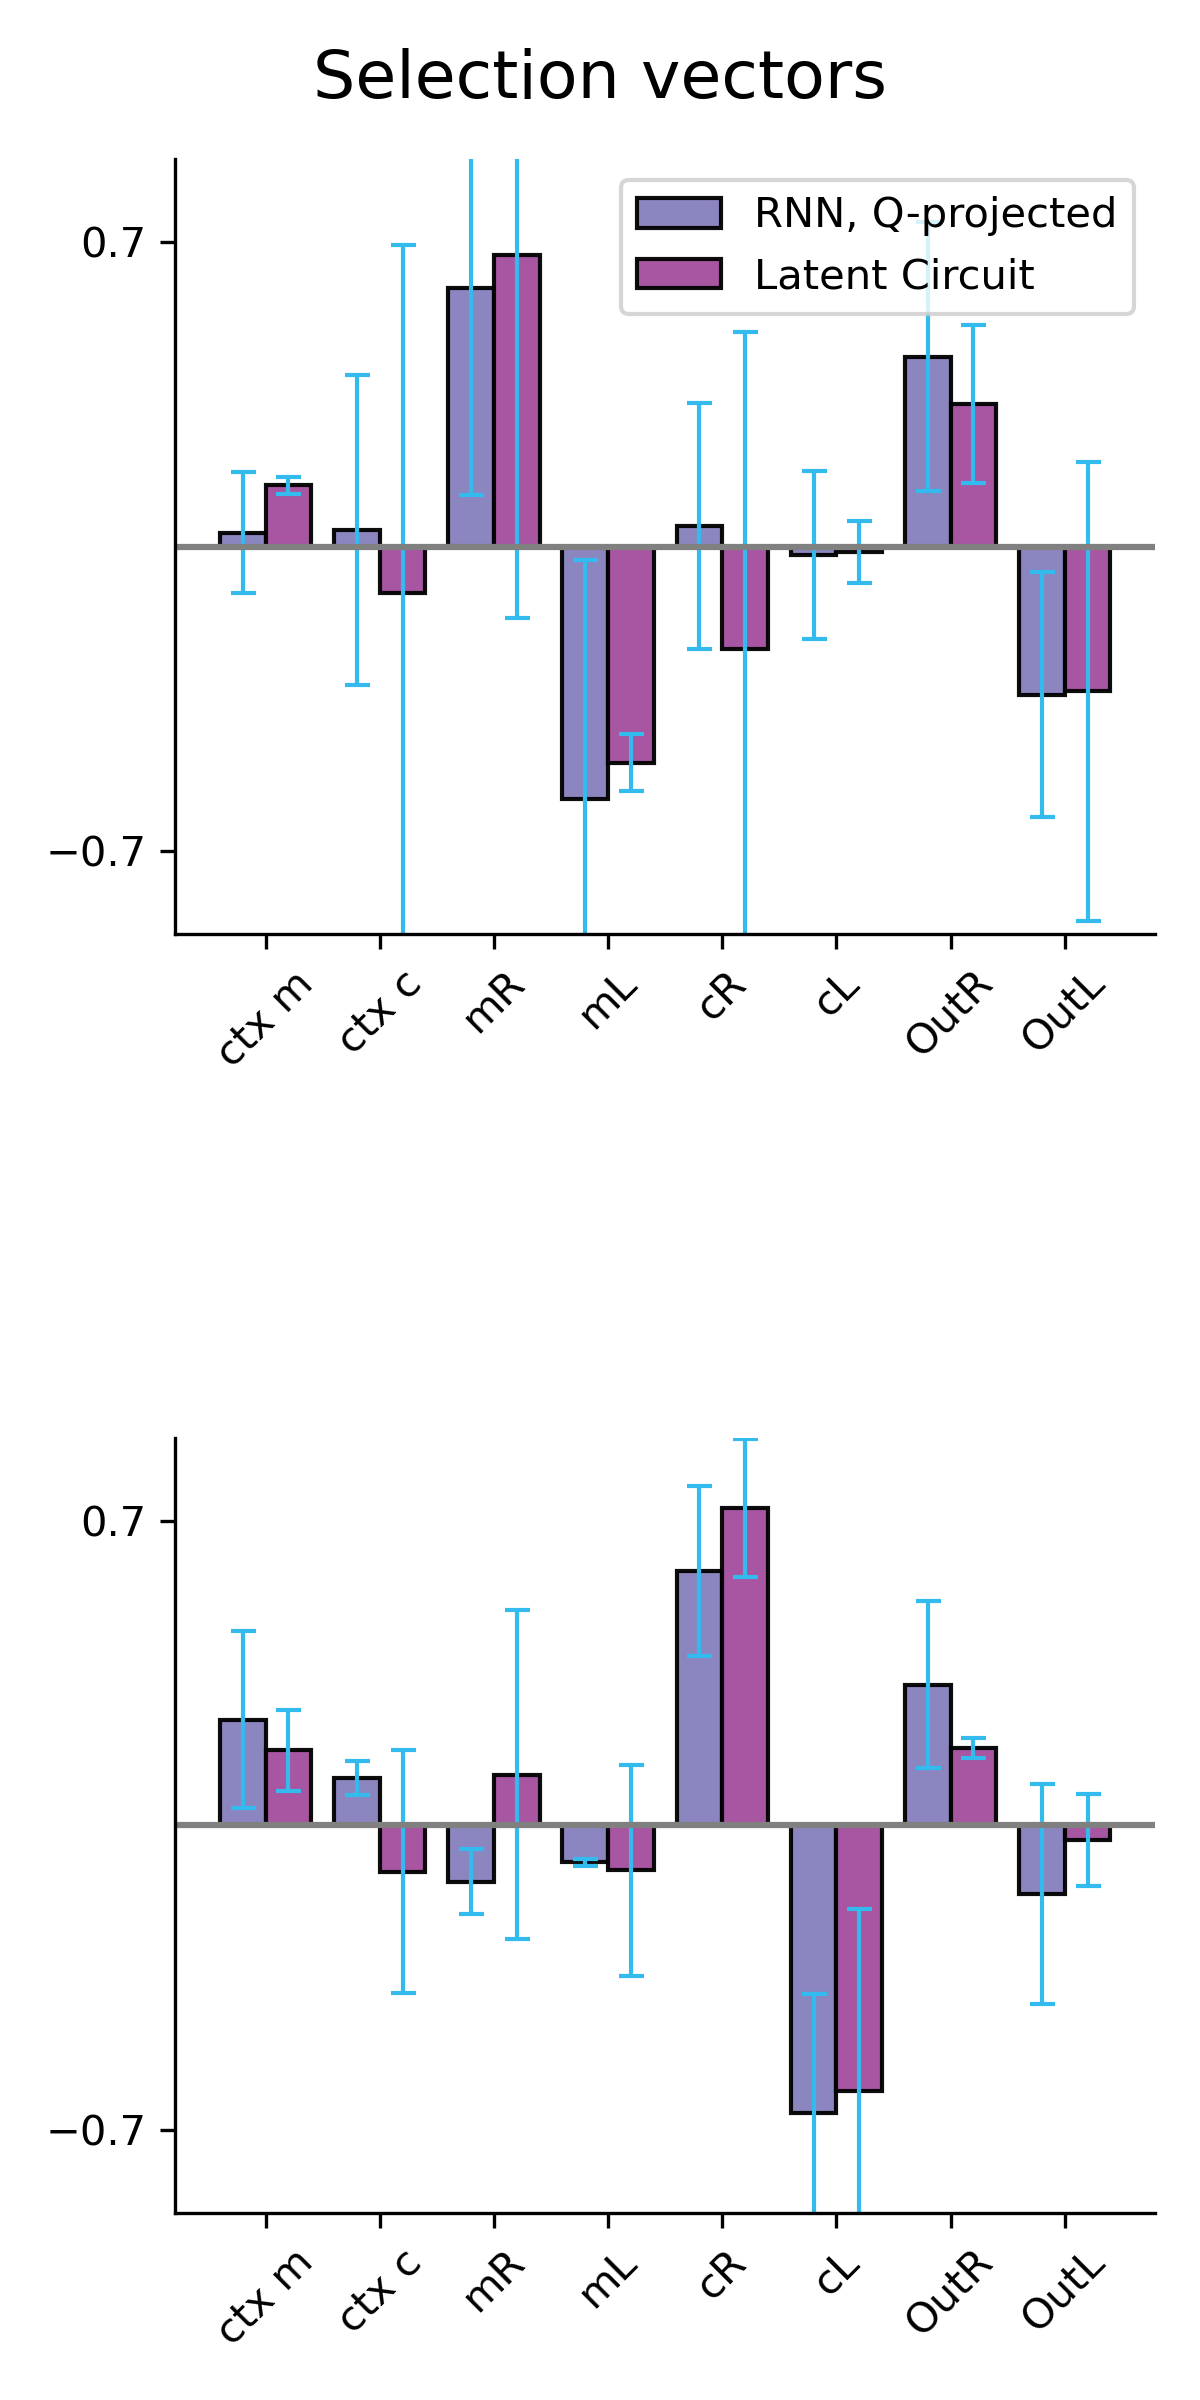 Selection vectors
RNN, Q-projected
Latent Circuit
0.7
−0.7
ctx m
ctx c
mR
mL
cR
cL
OutR
OutL
0.7
−0.7
ctx m
ctx c
mR
mL
cR
cL
OutR
OutL